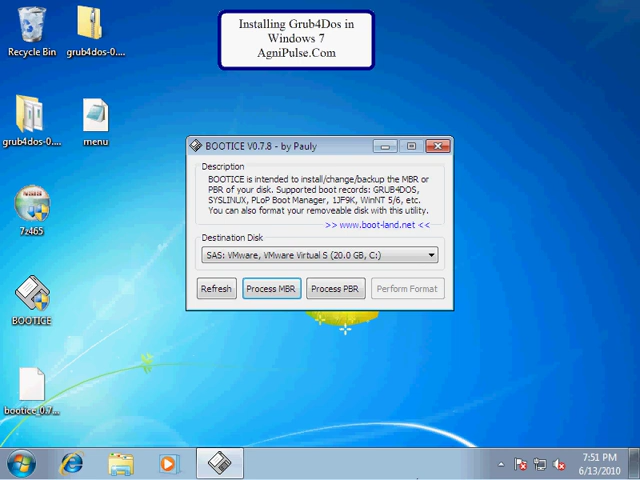 Installing Grub4Dos in
Windows 7
AgniPulse.Com
Recycle Bin
grub4dos-0....
grub4dos-0....
menu
7z465
BOOTICE
bootice_0.7...
BOOTICE V0.7.8 - by Pauly
Description
BOOTICE is intended to install/change/backup the MBR or
PBR of your disk. Supported boot records: GRUB4DOS,
SYSLINUX, PLoP Boot Manager, 1JF9K, WinNT 5/6, etc.
You can also format your removeable disk with this utility.
>> www.boot-land.net <<
Destination Disk
SAS: VMware, VMware Virtual S (20.0 GB, C:)
Refresh
Process MBR
Process PBR
Perform Format
7:51 PM
6/13/2010